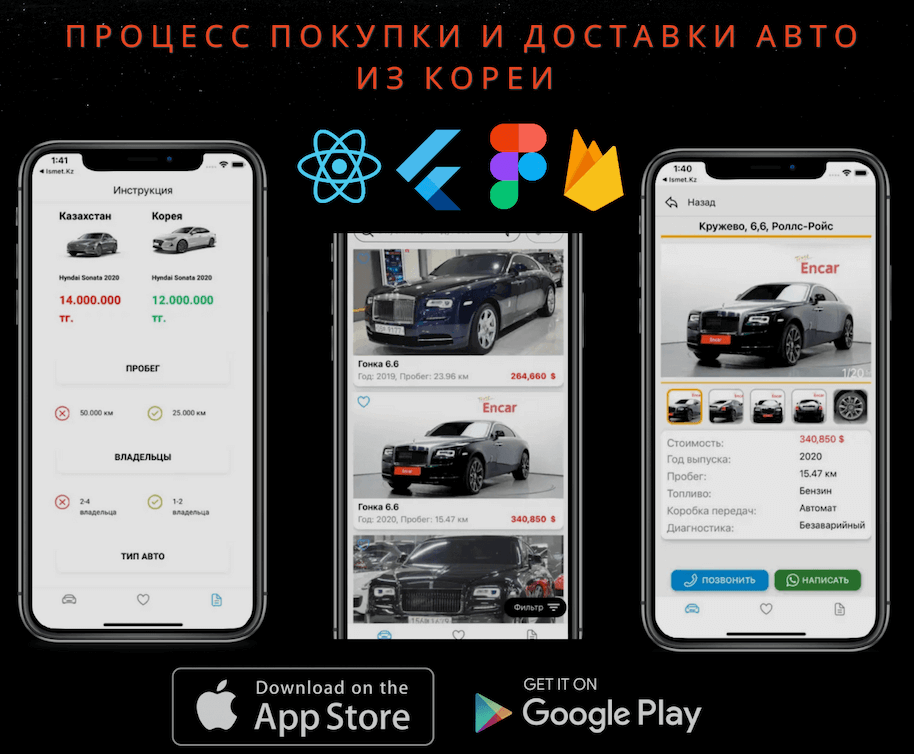 ПРОЦЕСС ПОКУПКИ И ДОСТАВКИ АВТО
ИЗ КОРЕИ
1:41
Ismet.Kz
Инструкция
Казахстан Корея
Hyndai Sonata 2020 Hyndai Sonata 2020
14.000.000 12.000.000
тг. тг.
ПРОБЕГ
50.000 км 25.000 км
ВЛАДЕЛЬЦЫ
2-4 1-2
владельца владельца
ТИП АВТО
Гонка 6.6
Год: 2019, Пробег: 23.96 км 264,660 $
Encar
Encar
Гонка 6.6
Год: 2020, Пробег: 15.47 км 340,850 $
Фильтр
1:40
Ismet.Kz
Назад
Кружево, 6,6, Роллс-Ройс
Encar
Encar
1/20
Стоимость: 340,850 $
Год выпуска: 2020
Пробег: 15.47 км
Топливо: Бензин
Коробка передач: Автомат
Диагностика: Безаварийный
ПОЗВОНИТЬ НАПИСАТЬ
Download on the
App Store
GET IT ON
Google Play